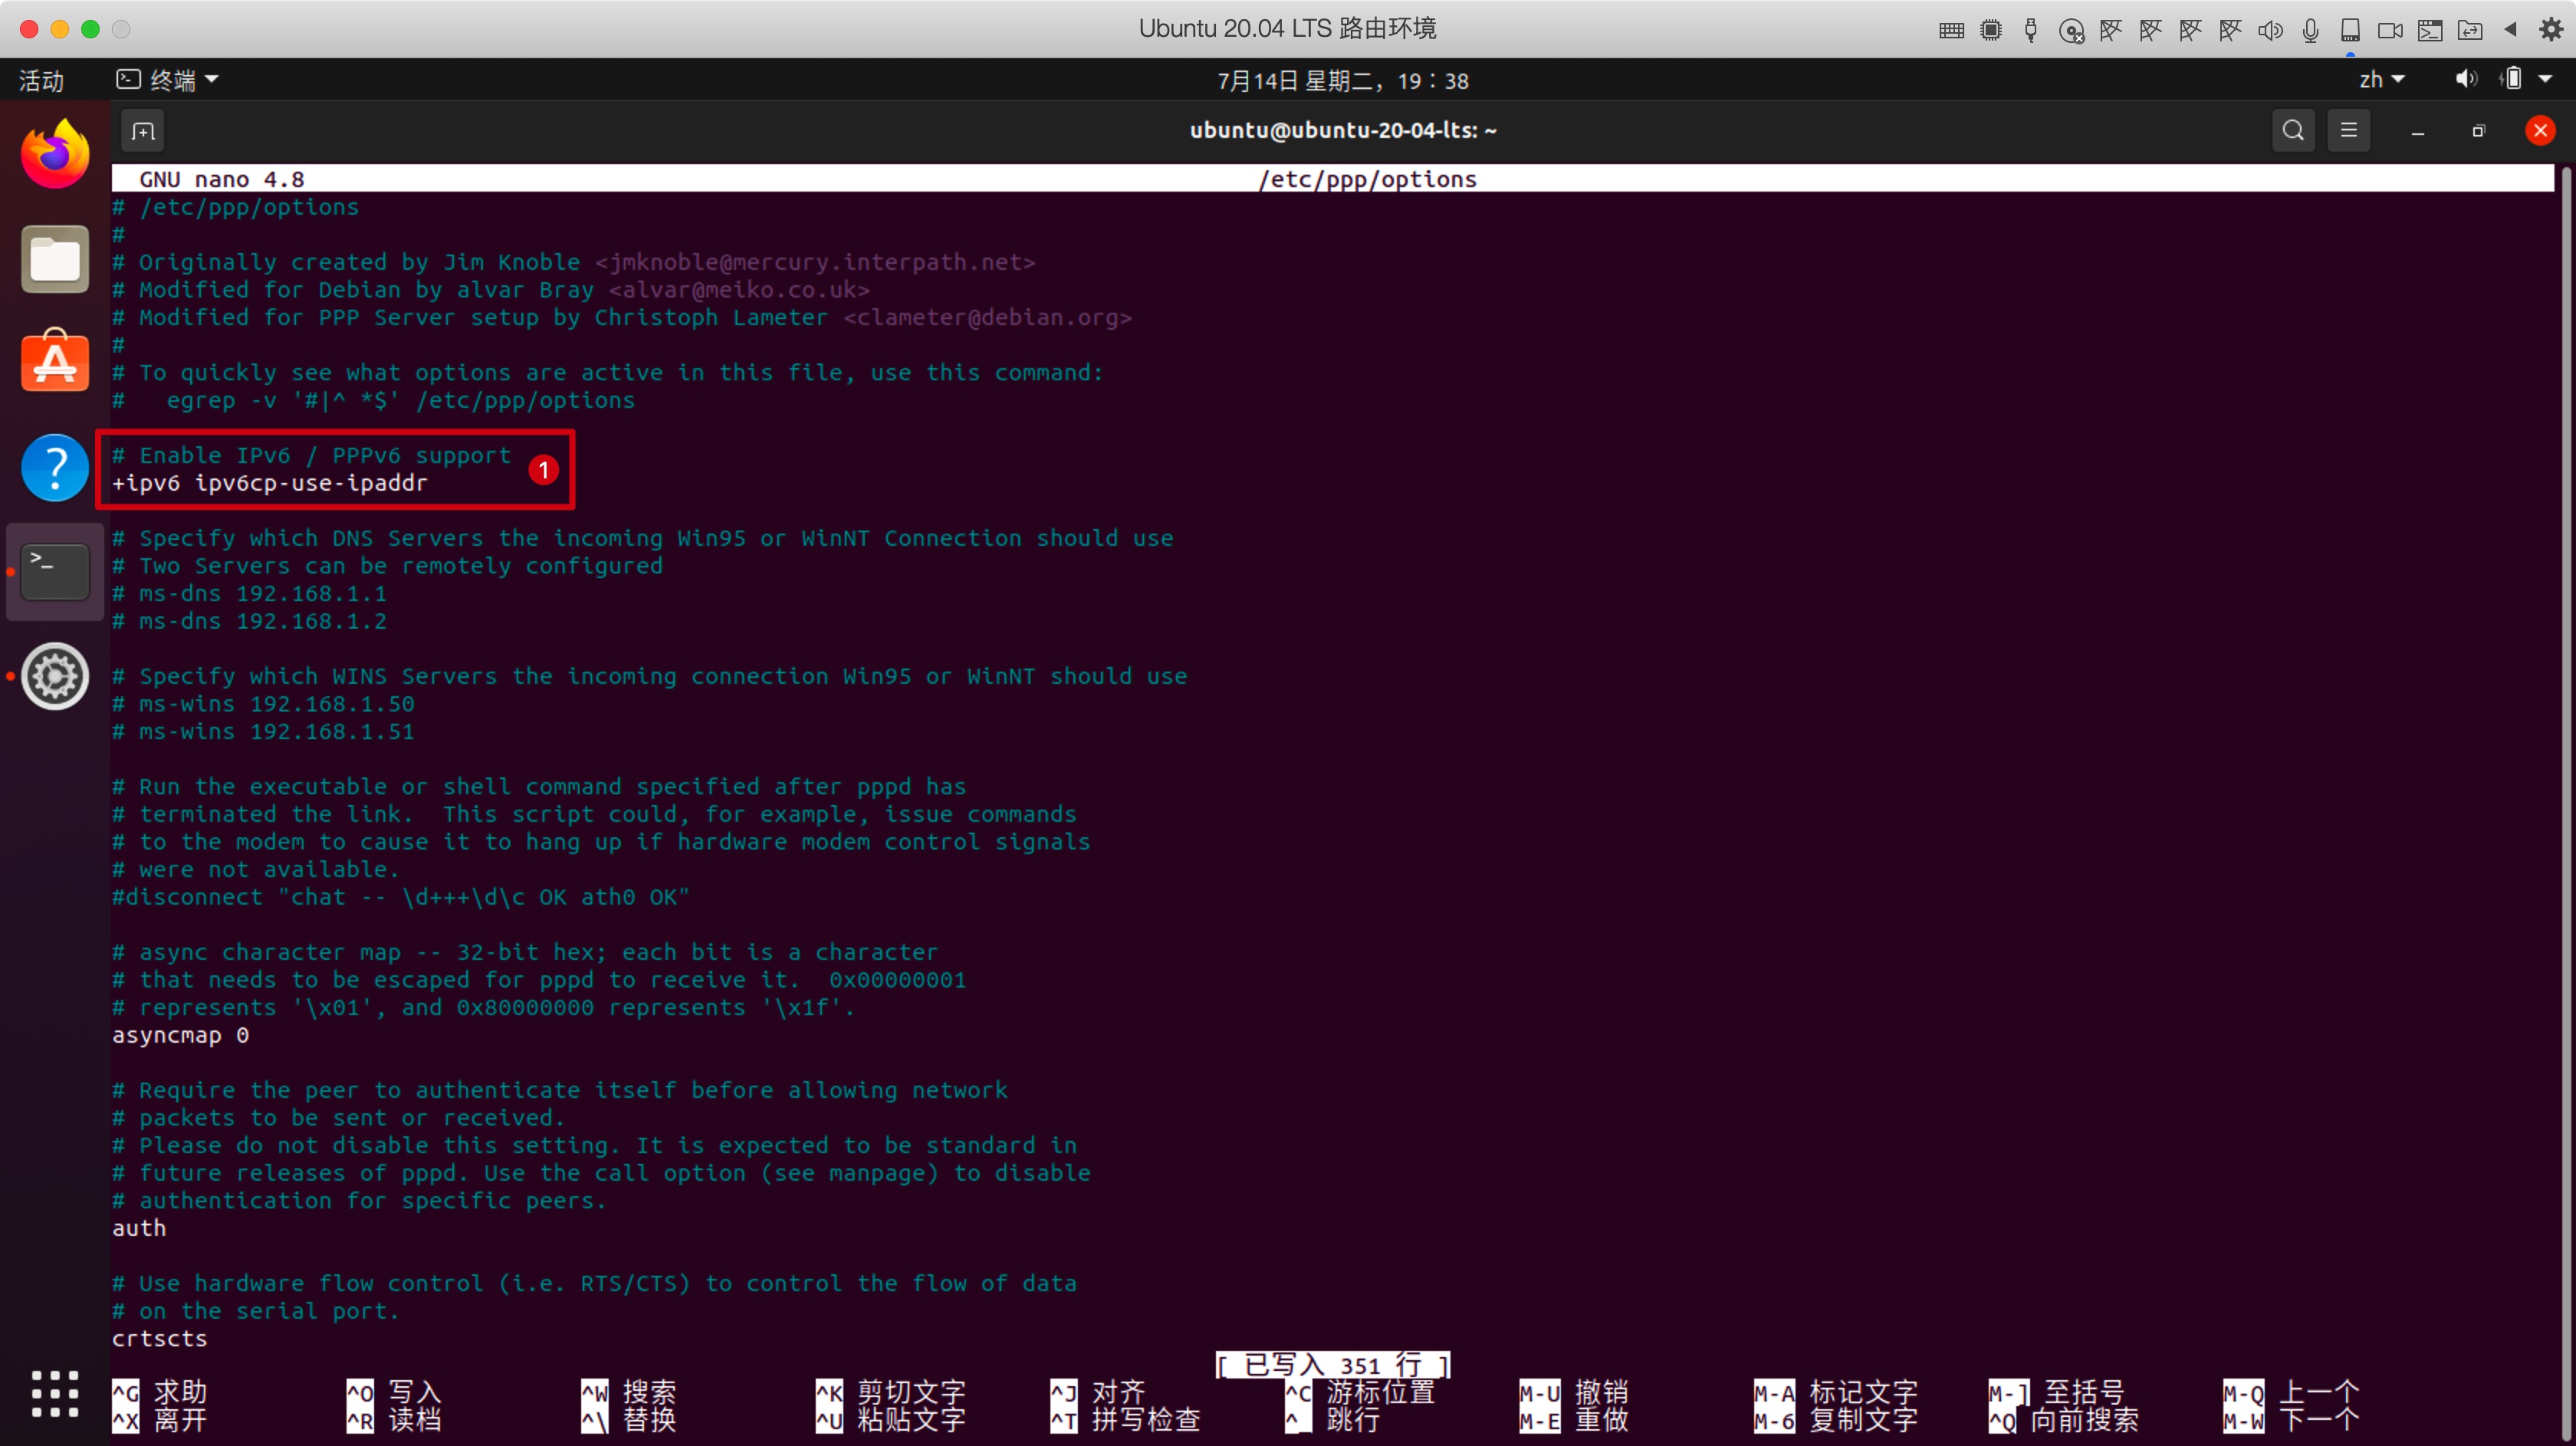 Ubuntu 20.04 LTS 路由环境
活动
终端
7月14日 星期二，19：38
zh
ubuntu@ubuntu-20-04-lts: ~
GNU nano 4.8
/etc/ppp/options
# /etc/ppp/options
#
# Originally created by Jim Knoble <jmknoble@mercury.interpath.net>
# Modified for Debian by alvar Bray <alvar@meiko.co.uk>
# Modified for PPP Server setup by Christoph Lameter <clameter@debian.org>
#
# To quickly see what options are active in this file, use this command:
#   egrep -v '#|^ *$' /etc/ppp/options
# Enable IPv6 / PPPv6 support
1
+ipv6 ipv6cp-use-ipaddr
# Specify which DNS Servers the incoming Win95 or WinNT Connection should use
# Two Servers can be remotely configured
# ms-dns 192.168.1.1
# ms-dns 192.168.1.2
# Specify which WINS Servers the incoming connection Win95 or WinNT should use
# ms-wins 192.168.1.50
# ms-wins 192.168.1.51
# Run the executable or shell command specified after pppd has
# terminated the link.  This script could, for example, issue commands
# to the modem to cause it to hang up if hardware modem control signals
# were not available.
#disconnect "chat -- \d+++\d\c OK ath0 OK"
# async character map -- 32-bit hex; each bit is a character
# that needs to be escaped for pppd to receive it.  0x00000001
# represents '\x01', and 0x80000000 represents '\x1f'.
asyncmap 0
# Require the peer to authenticate itself before allowing network
# packets to be sent or received.
# Please do not disable this setting. It is expected to be standard in
# future releases of pppd. Use the call option (see manpage) to disable
# authentication for specific peers.
auth
# Use hardware flow control (i.e. RTS/CTS) to control the flow of data
# on the serial port.
crtscts
[ 已写入 351 行 ]
^G 求助 ^O 写入 ^W 搜索 ^K 剪切文字 ^J 对齐 ^C 游标位置 M-U 撤销 M-A 标记文字 M-] 至括号 M-Q 上一个
^X 离开 ^R 读档 ^\ 替换 ^U 粘贴文字 ^T 拼写检查 ^_ 跳行 M-E 重做 M-6 复制文字 ^Q 向前搜索 M-W 下一个